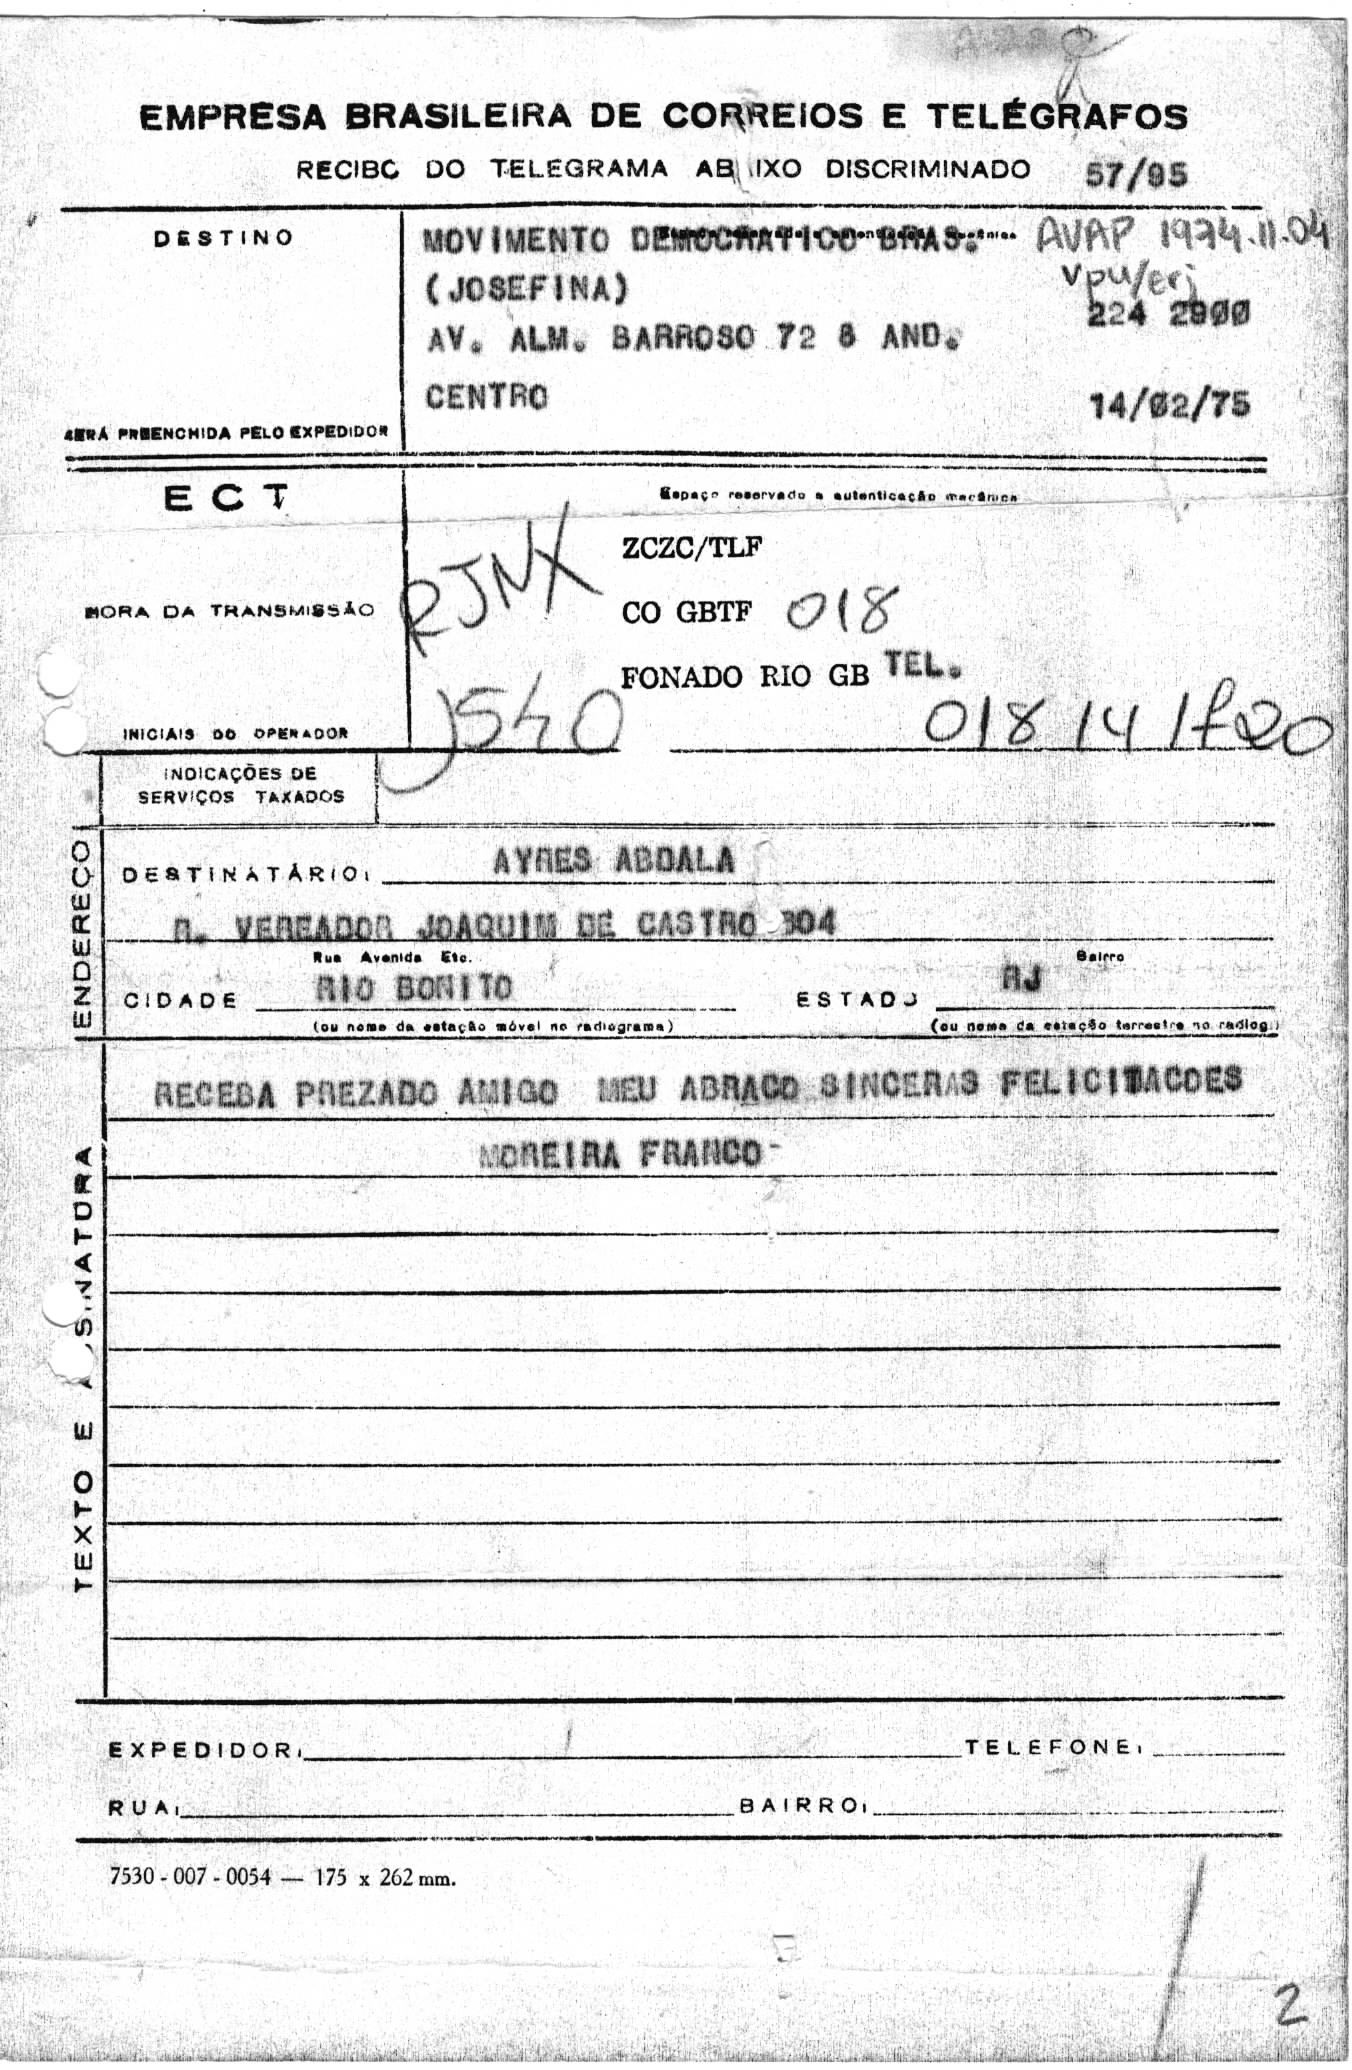 EMPRESA BRASILEIRA DE CORREIOS E TELÉGRAFOS
RECIBO DO TELEGRAMA ABAIXO DISCRIMINADO 57/95
DESTINO
MOVIMENTO DEMOCRATICO BRAS. AVAP 1974.11.04
vpu/erj
(JOSEFINA)
224 2900
AV. ALM. BARROSO 72 8 AND.
CENTRO
14/02/75
SERÁ PREENCHIDA PELO EXPEDIDOR
ECT
Espaço reservado a autenticação mecânica
RJNX
ZCZC/TLF
HORA DA TRANSMISSÃO
CO GBTF 018
FONADO RIO GB TEL.
1540
018 14 1720
INICIAIS DO OPERADOR
INDICAÇÕES DE
SERVIÇOS TAXADOS
ENDEREÇO
DESTINATÁRIO: AYRES ABDALA
R. VEREADOR JOAQUIM DE CASTRO 304
Rua Avenida Etc. Bairro
CIDADE RIO BONITO ESTADO RJ
(ou nome da estação móvel no radiograma) (ou nome da estação terrestre no radiog.)
TEXTO E ASSINATURA
RECEBA PREZADO AMIGO MEU ABRACO SINCERAS FELICITACOES
MOREIRA FRANCO-
EXPEDIDOR: TELEFONE:
RUA: BAIRRO:
7530 - 007 - 0054 — 175 x 262 mm.
2